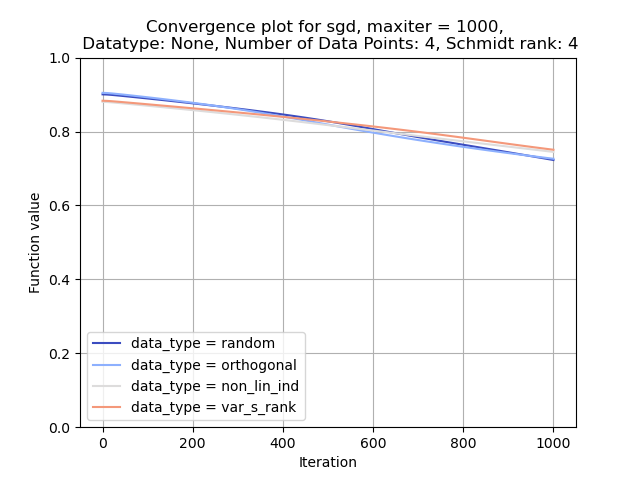 Convergence plot for sgd, maxiter = 1000,
Datatype: None, Number of Data Points: 4, Schmidt rank: 4
1.0
0.8
0.6
0.4
0.2
0.0
Function value
data_type = random
data_type = orthogonal
data_type = non_lin_ind
data_type = var_s_rank
0 200 400 600 800 1000
Iteration